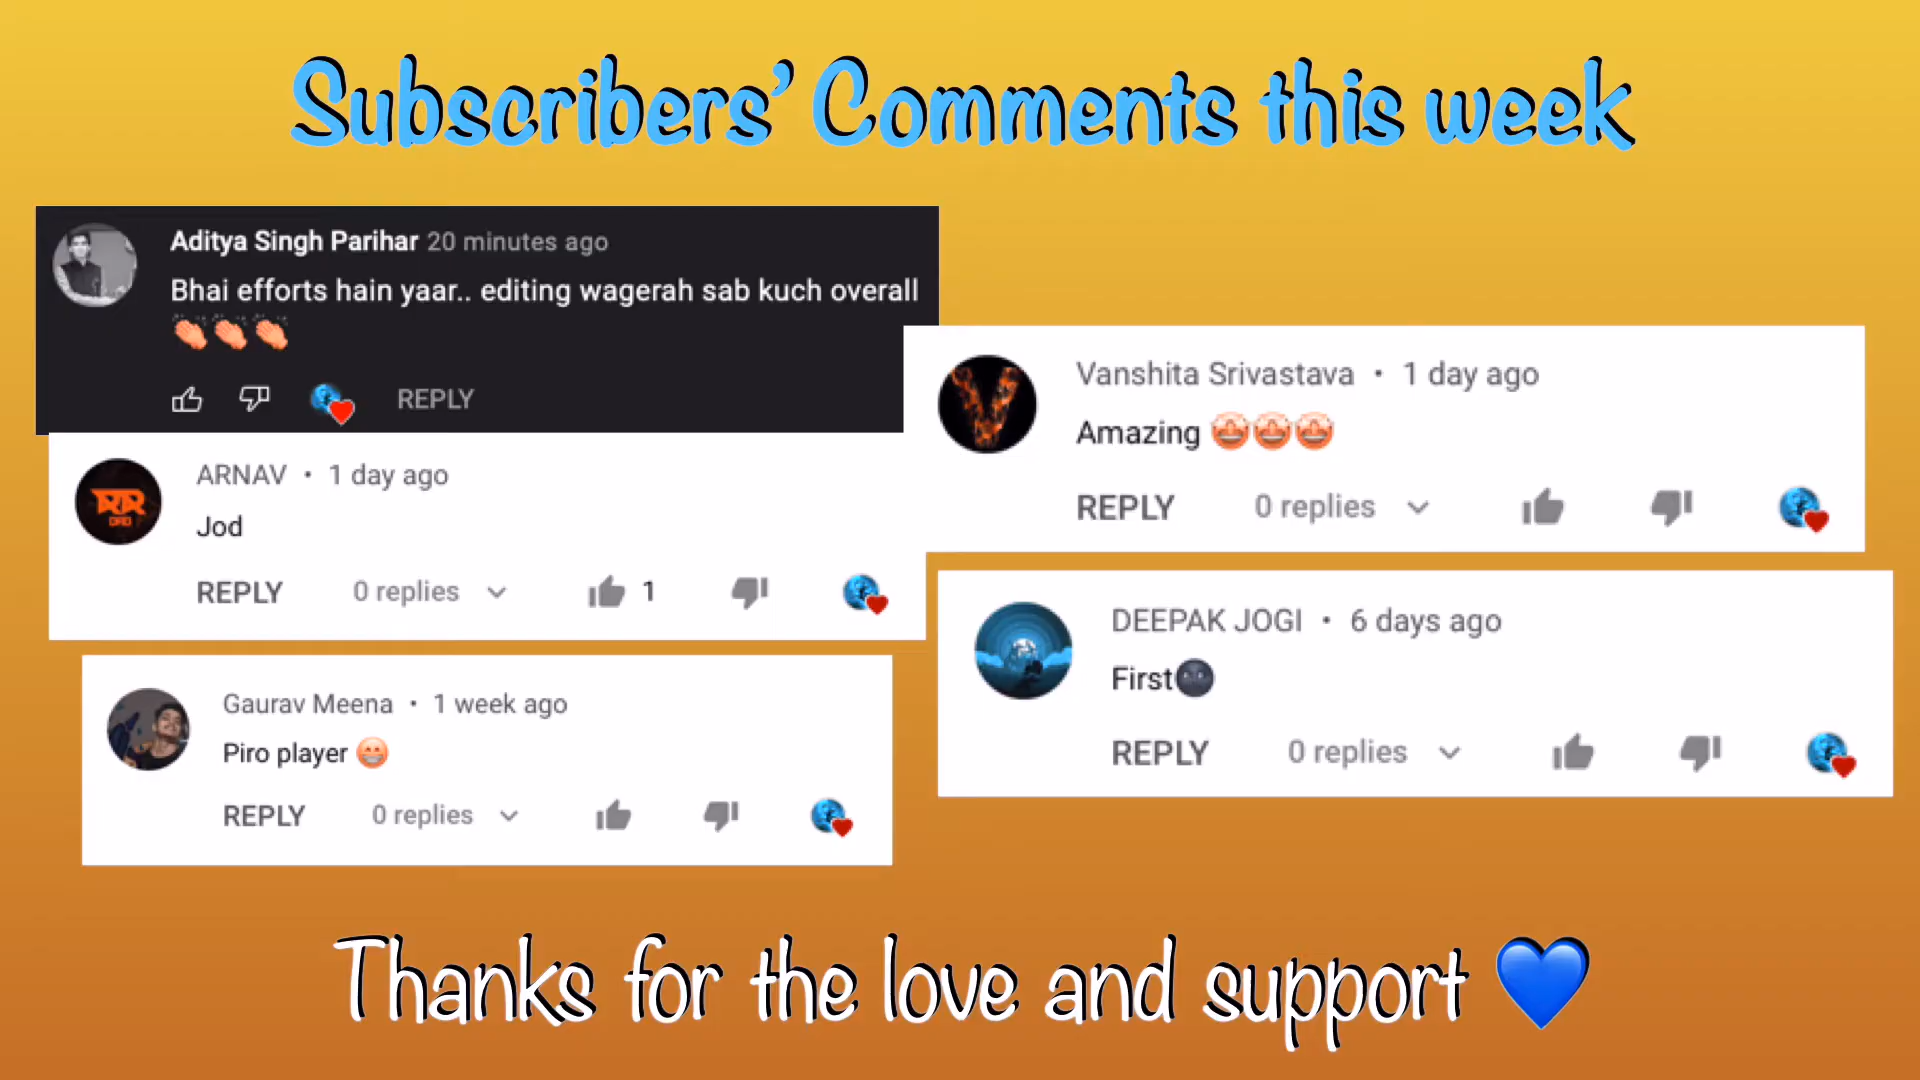 Subscribers’ Comments this week
Aditya Singh Parihar 20 minutes ago
Bhai efforts hain yaar.. editing wagerah sab kuch overall
👏🏻👏🏻👏🏻
REPLY
ARNAV • 1 day ago
Jod
REPLY 0 replies 1
Gaurav Meena • 1 week ago
Piro player 😁
REPLY 0 replies
Vanshita Srivastava • 1 day ago
Amazing 🤩🤩🤩
REPLY 0 replies
DEEPAK JOGI • 6 days ago
First🌚
REPLY 0 replies
Thanks for the love and support 💙